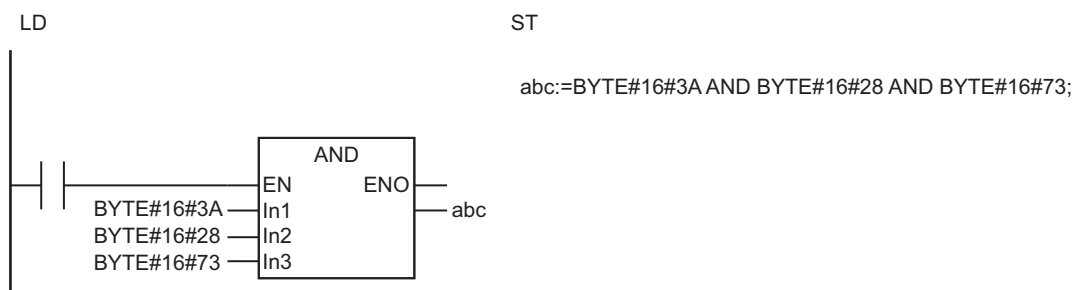 LD
ST
abc:=BYTE#16#3A AND BYTE#16#28 AND BYTE#16#73;
AND
EN ENO
BYTE#16#3A In1 abc
BYTE#16#28 In2
BYTE#16#73 In3